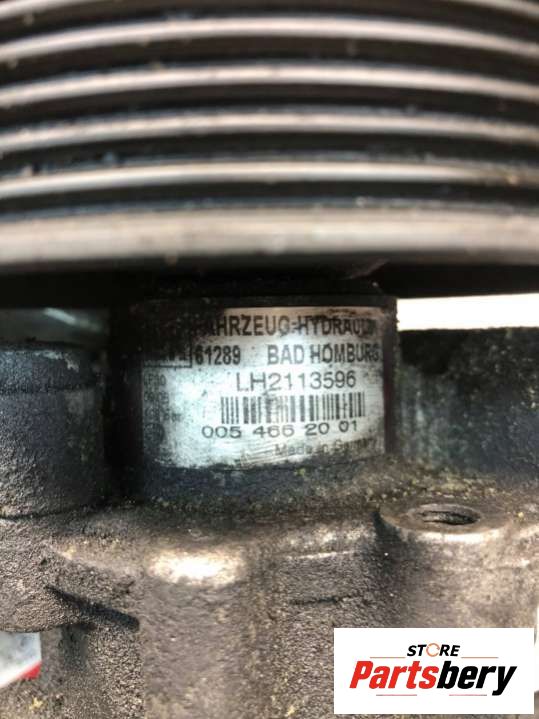 AHRZEUG-HYDRAULI
61289 BAD HOMBURG
LH2113596
005 466 20 01
Made in Germany
STORE
Partsbery